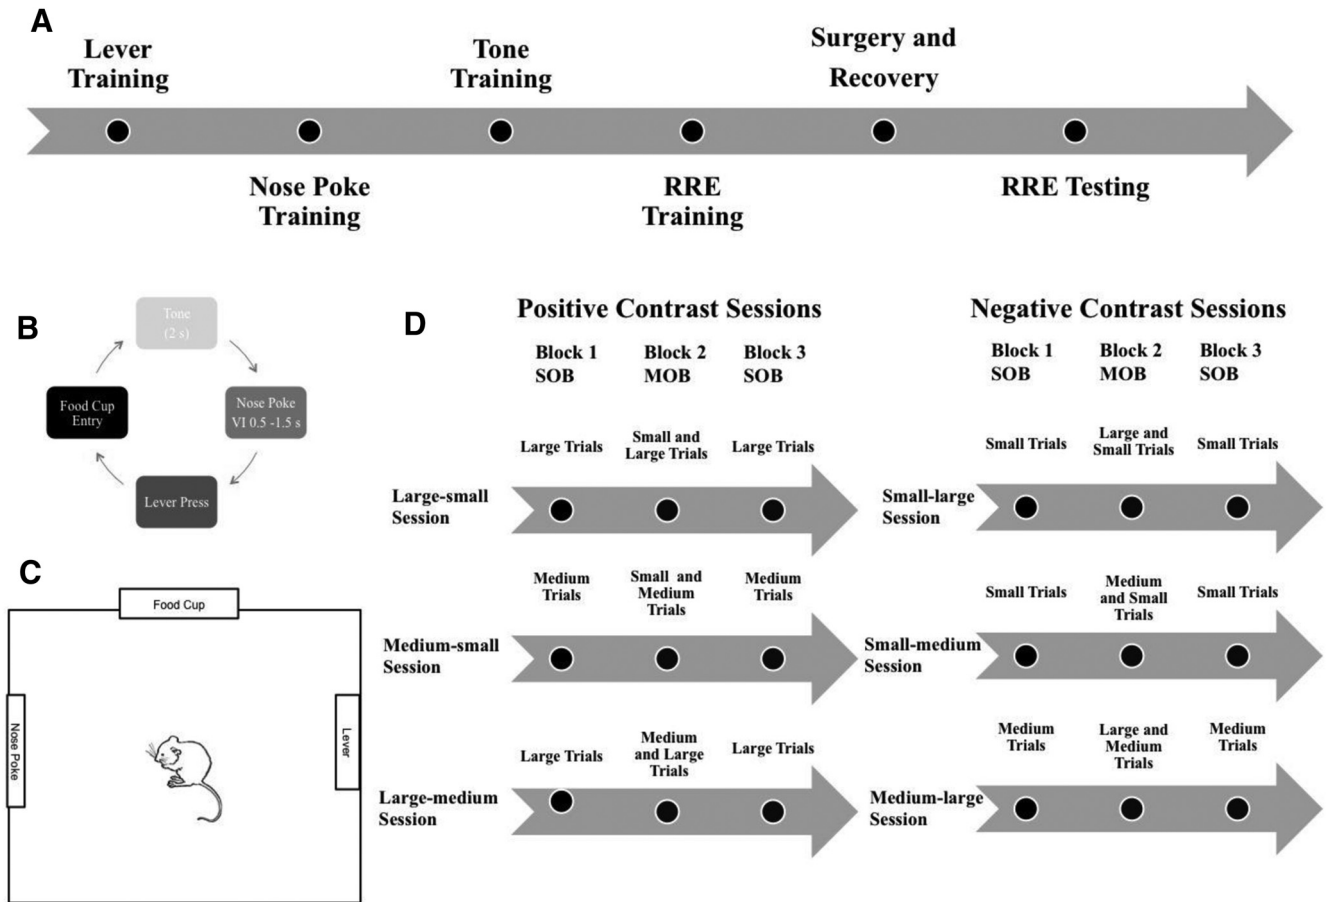 A
Lever
Training
Tone
Training
Surgery and
Recovery
Nose Poke
Training
RRE
Training
RRE Testing
B
Tone
(2 s)
Nose Poke
VI 0.5 -1.5 s
Lever Press
Food Cup
Entry
C
Food Cup
Nose Poke
Lever
D
Positive Contrast Sessions
Block 1
SOB
Block 2
MOB
Block 3
SOB
Large-small
Session
Large Trials
Small and
Large Trials
Large Trials
Medium-small
Session
Medium
Trials
Small and
Medium
Trials
Medium
Trials
Large-medium
Session
Large Trials
Medium
and Large
Trials
Large Trials
Negative Contrast Sessions
Block 1
SOB
Block 2
MOB
Block 3
SOB
Small-large
Session
Small Trials
Large and
Small Trials
Small Trials
Small-medium
Session
Small Trials
Medium
and Small
Trials
Small Trials
Medium-large
Session
Medium
Trials
Large and
Medium
Trials
Medium
Trials